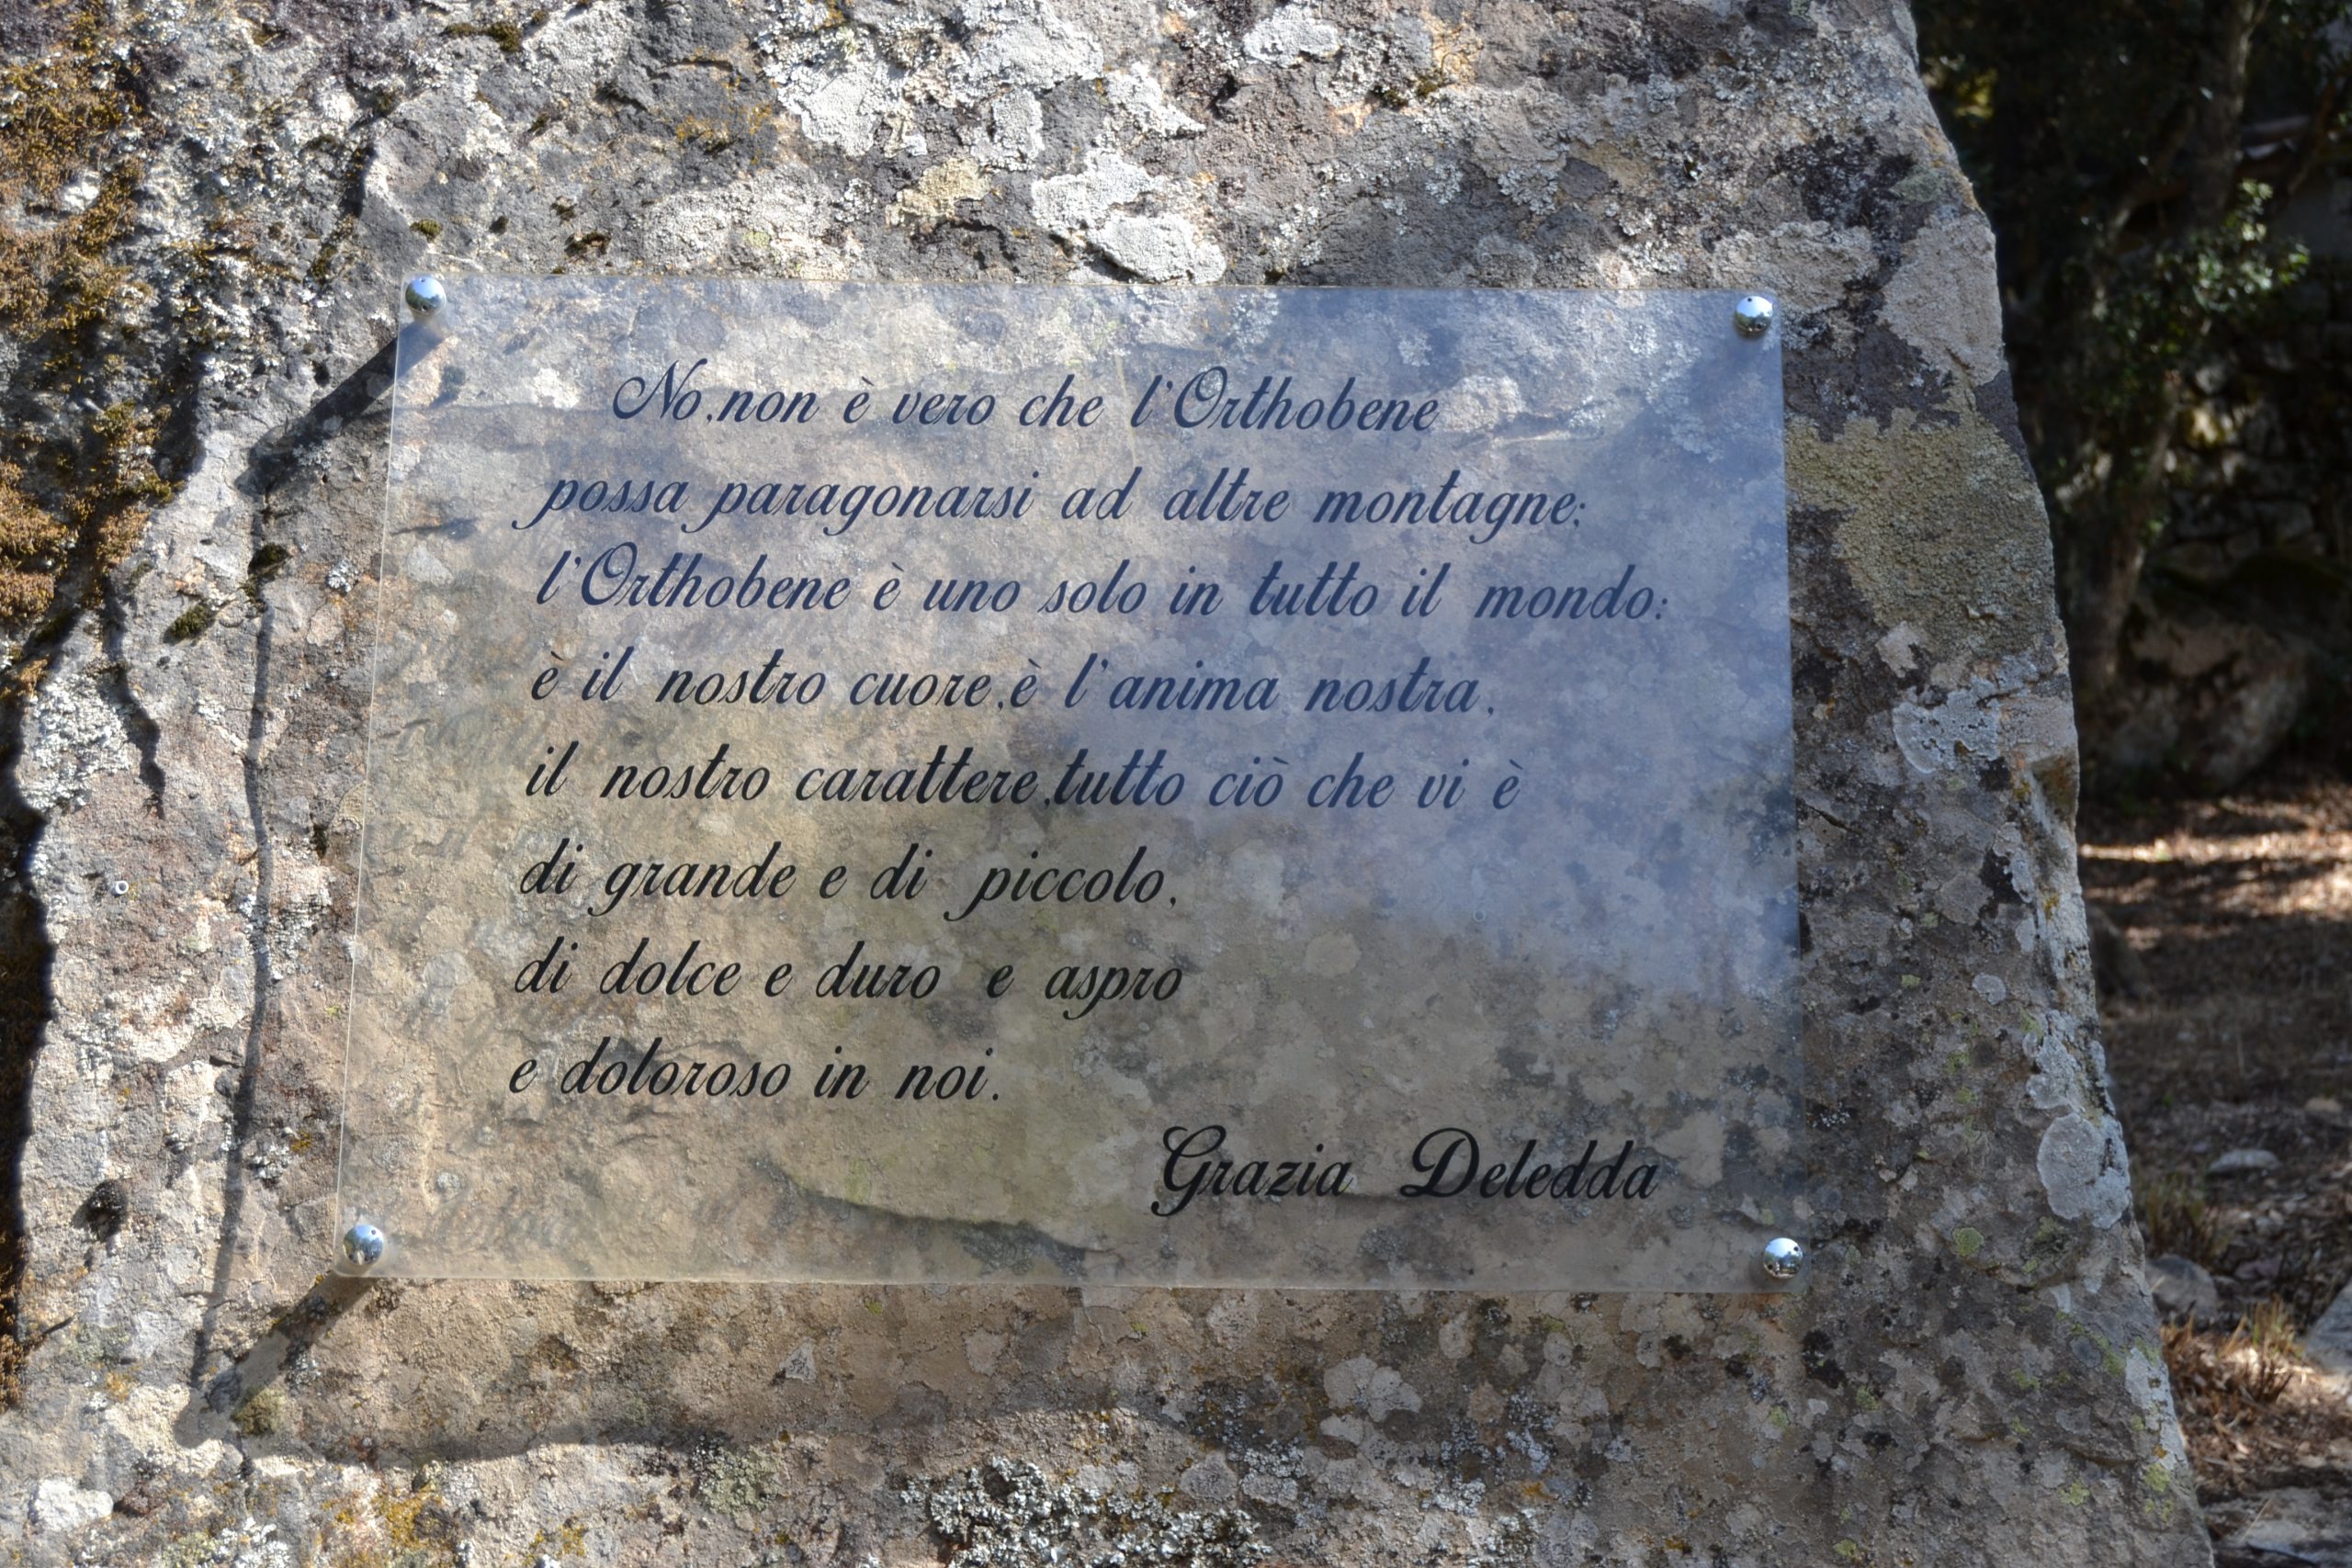 No, non è vero che l'Orthobene
possa paragonarsi ad altre montagne;
l'Orthobene è uno solo in tutto il mondo:
è il nostro cuore, è l'anima nostra,
il nostro carattere, tutto ciò che vi è
di grande e di piccolo,
di dolce e duro e aspro
e doloroso in noi.
Grazia Deledda